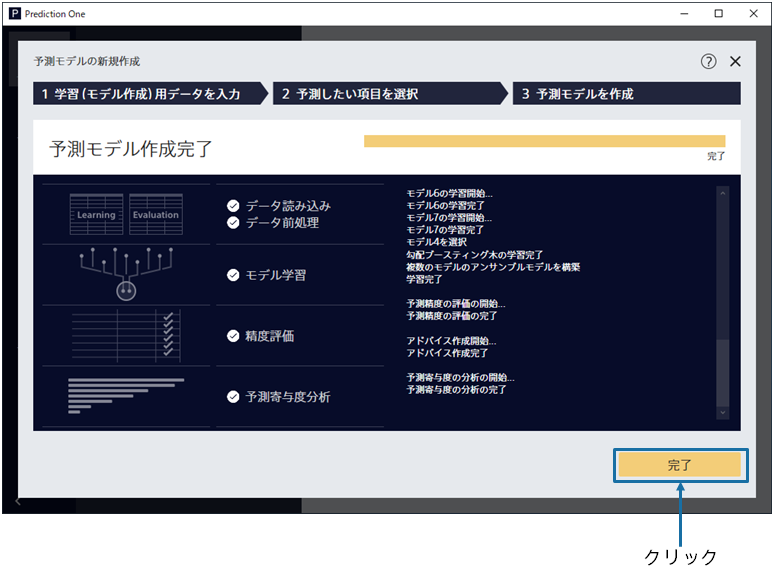 P Prediction One
予測モデルの新規作成
?
1 学習 (モデル作成) 用データを入力
2 予測したい項目を選択
3 予測モデルを作成
予測モデル作成完了
完了
Learning
Evaluation
データ読み込み
データ前処理
モデル学習
精度評価
予測寄与度分析
モデル6の学習開始...
モデル6の学習完了
モデル7の学習開始...
モデル7の学習完了
モデル4を選択
勾配ブースティング木の学習完了
複数のモデルのアンサンブルモデルを構築
学習完了
予測精度の評価の開始...
予測精度の評価の完了
アドバイス作成開始...
アドバイス作成完了
予測寄与度の分析の開始...
予測寄与度の分析の完了
完了
クリック